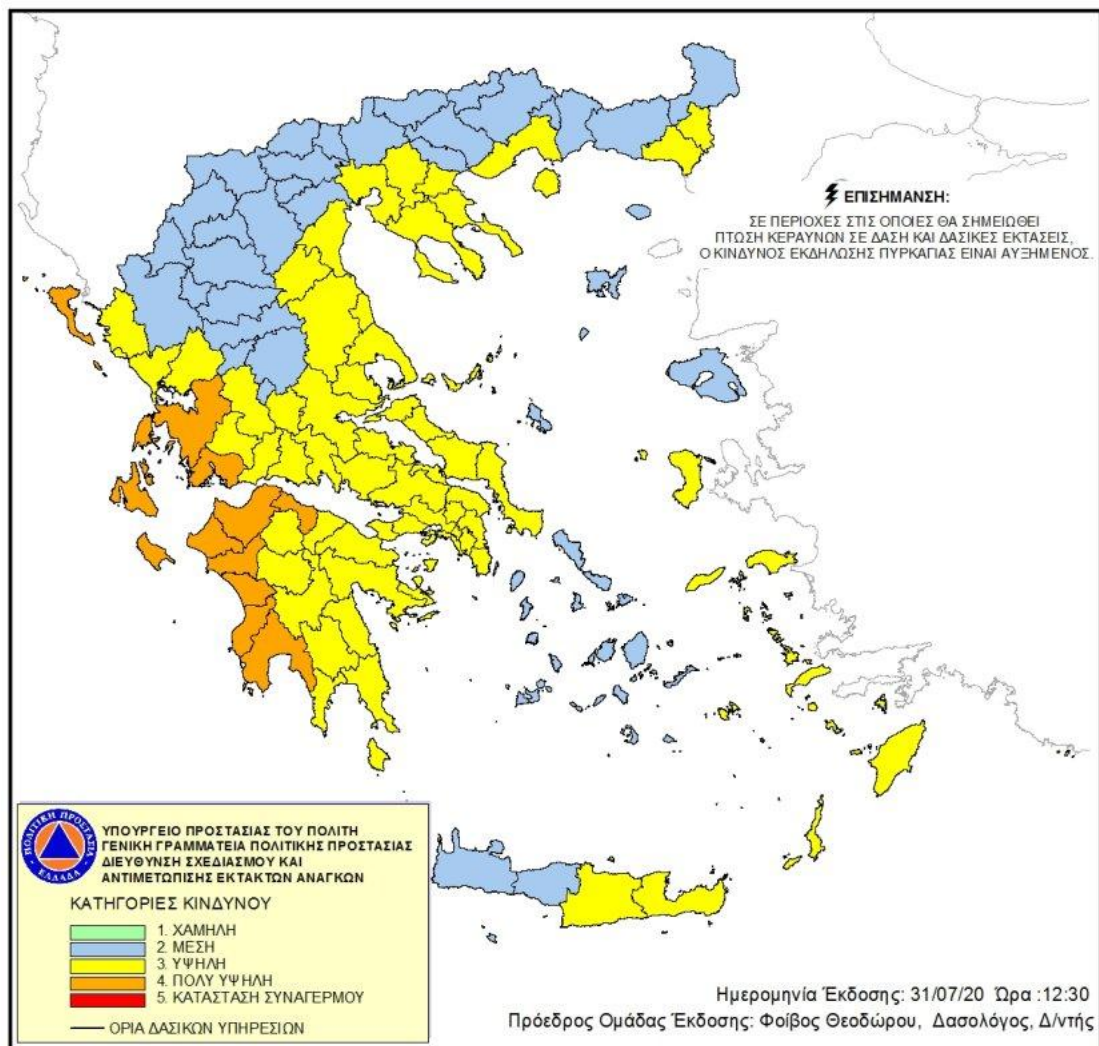 ΕΠΙΣΗΜΑΝΣΗ:
ΣΕ ΠΕΡΙΟΧΕΣ ΣΤΙΣ ΟΠΟΙΕΣ ΘΑ ΣΗΜΕΙΩΘΕΙ
ΠΤΩΣΗ ΚΕΡΑΥΝΩΝ ΣΕ ΔΑΣΗ ΚΑΙ ΔΑΣΙΚΕΣ ΕΚΤΑΣΕΙΣ,
Ο ΚΙΝΔΥΝΟΣ ΕΚΔΗΛΩΣΗΣ ΠΥΡΚΑΓΙΑΣ ΕΙΝΑΙ ΑΥΞΗΜΕΝΟΣ.
ΠΟΛΙΤΙΚΗ ΠΡΟΣΤΑΣΙΑ
ΕΛΛΑΔΑ
ΥΠΟΥΡΓΕΙΟ ΠΡΟΣΤΑΣΙΑΣ ΤΟΥ ΠΟΛΙΤΗ
ΓΕΝΙΚΗ ΓΡΑΜΜΑΤΕΙΑ ΠΟΛΙΤΙΚΗΣ ΠΡΟΣΤΑΣΙΑΣ
ΔΙΕΥΘΥΝΣΗ ΣΧΕΔΙΑΣΜΟΥ ΚΑΙ
ΑΝΤΙΜΕΤΩΠΙΣΗΣ ΕΚΤΑΚΤΩΝ ΑΝΑΓΚΩΝ
ΚΑΤΗΓΟΡΙΕΣ ΚΙΝΔΥΝΟΥ
1. ΧΑΜΗΛΗ
2. ΜΕΣΗ
3. ΥΨΗΛΗ
4. ΠΟΛΥ ΥΨΗΛΗ
5. ΚΑΤΑΣΤΑΣΗ ΣΥΝΑΓΕΡΜΟΥ
ΟΡΙΑ ΔΑΣΙΚΩΝ ΥΠΗΡΕΣΙΩΝ
Ημερομηνία Έκδοσης: 31/07/20 Ώρα :12:30
Πρόεδρος Ομάδας Έκδοσης: Φοίβος Θεοδώρου, Δασολόγος, Δ/ντής